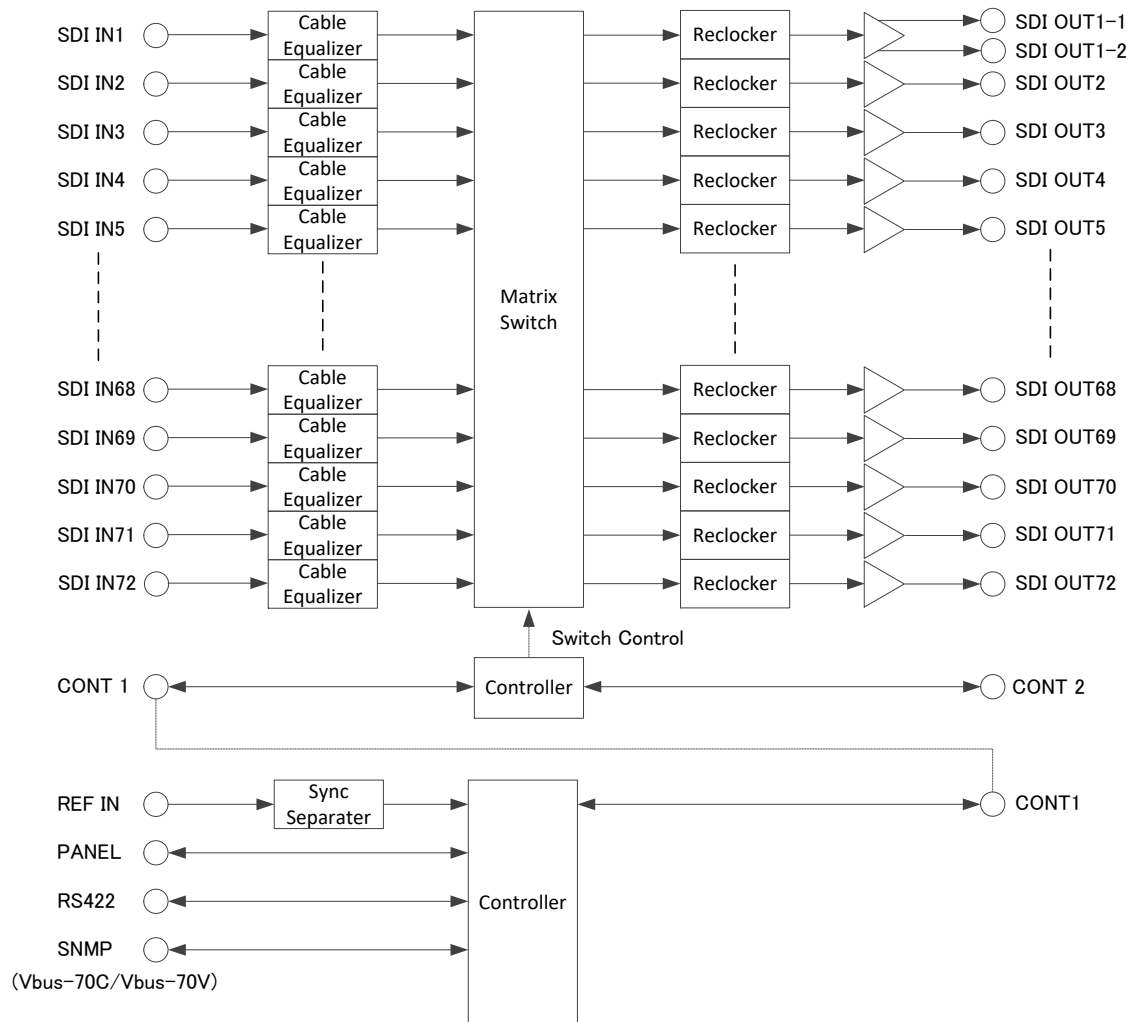 SDI IN1
Cable
Equalizer
Reclocker
SDI OUT1-1
SDI OUT1-2
SDI IN2
Cable
Equalizer
Reclocker
SDI OUT2
SDI IN3
Cable
Equalizer
Reclocker
SDI OUT3
SDI IN4
Cable
Equalizer
Reclocker
SDI OUT4
SDI IN5
Cable
Equalizer
Reclocker
SDI OUT5
Matrix
Switch
SDI IN68
Cable
Equalizer
Reclocker
SDI OUT68
SDI IN69
Cable
Equalizer
Reclocker
SDI OUT69
SDI IN70
Cable
Equalizer
Reclocker
SDI OUT70
SDI IN71
Cable
Equalizer
Reclocker
SDI OUT71
SDI IN72
Cable
Equalizer
Reclocker
SDI OUT72
Switch Control
CONT 1
Controller
CONT 2
REF IN
Sync
Separater
CONT1
PANEL
RS422
Controller
SNMP
(Vbus-70C/Vbus-70V)